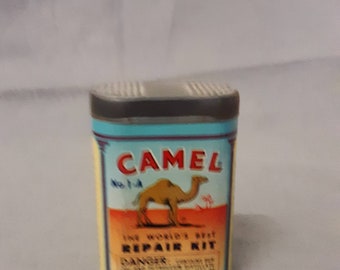 CAMEL
No. 1-A
THE WORLD'S BEST
REPAIR KIT
DANGER